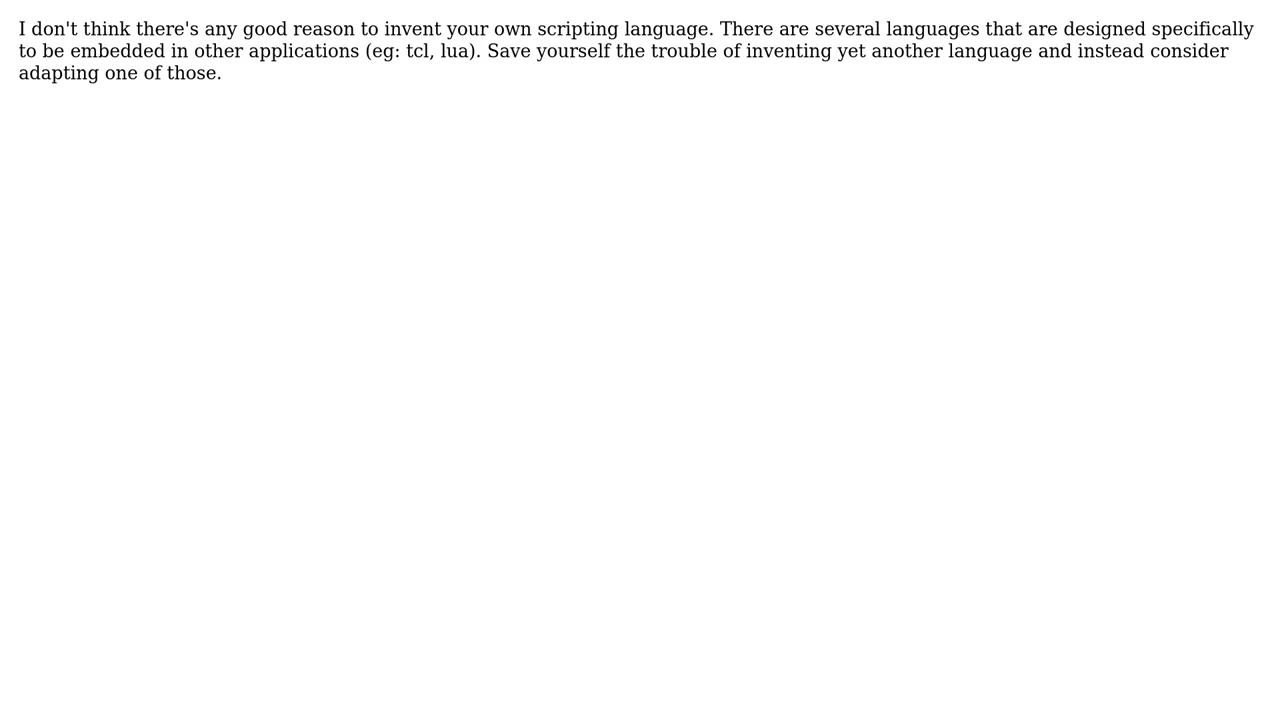 I don't think there's any good reason to invent your own scripting language. There are several languages that are designed specifically
to be embedded in other applications (eg: tcl, lua). Save yourself the trouble of inventing yet another language and instead consider
adapting one of those.